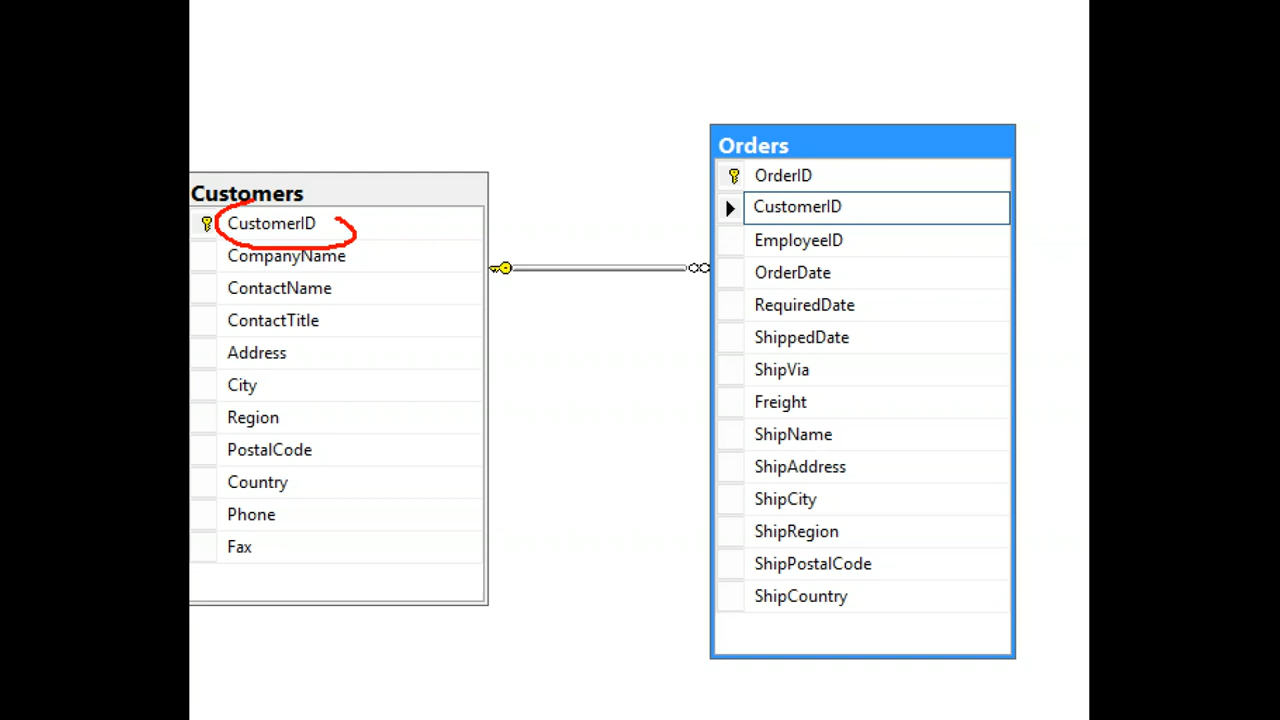 Customers
CustomerID
CompanyName
ContactName
ContactTitle
Address
City
Region
PostalCode
Country
Phone
Fax
Orders
OrderID
CustomerID
EmployeeID
OrderDate
RequiredDate
ShippedDate
ShipVia
Freight
ShipName
ShipAddress
ShipCity
ShipRegion
ShipPostalCode
ShipCountry